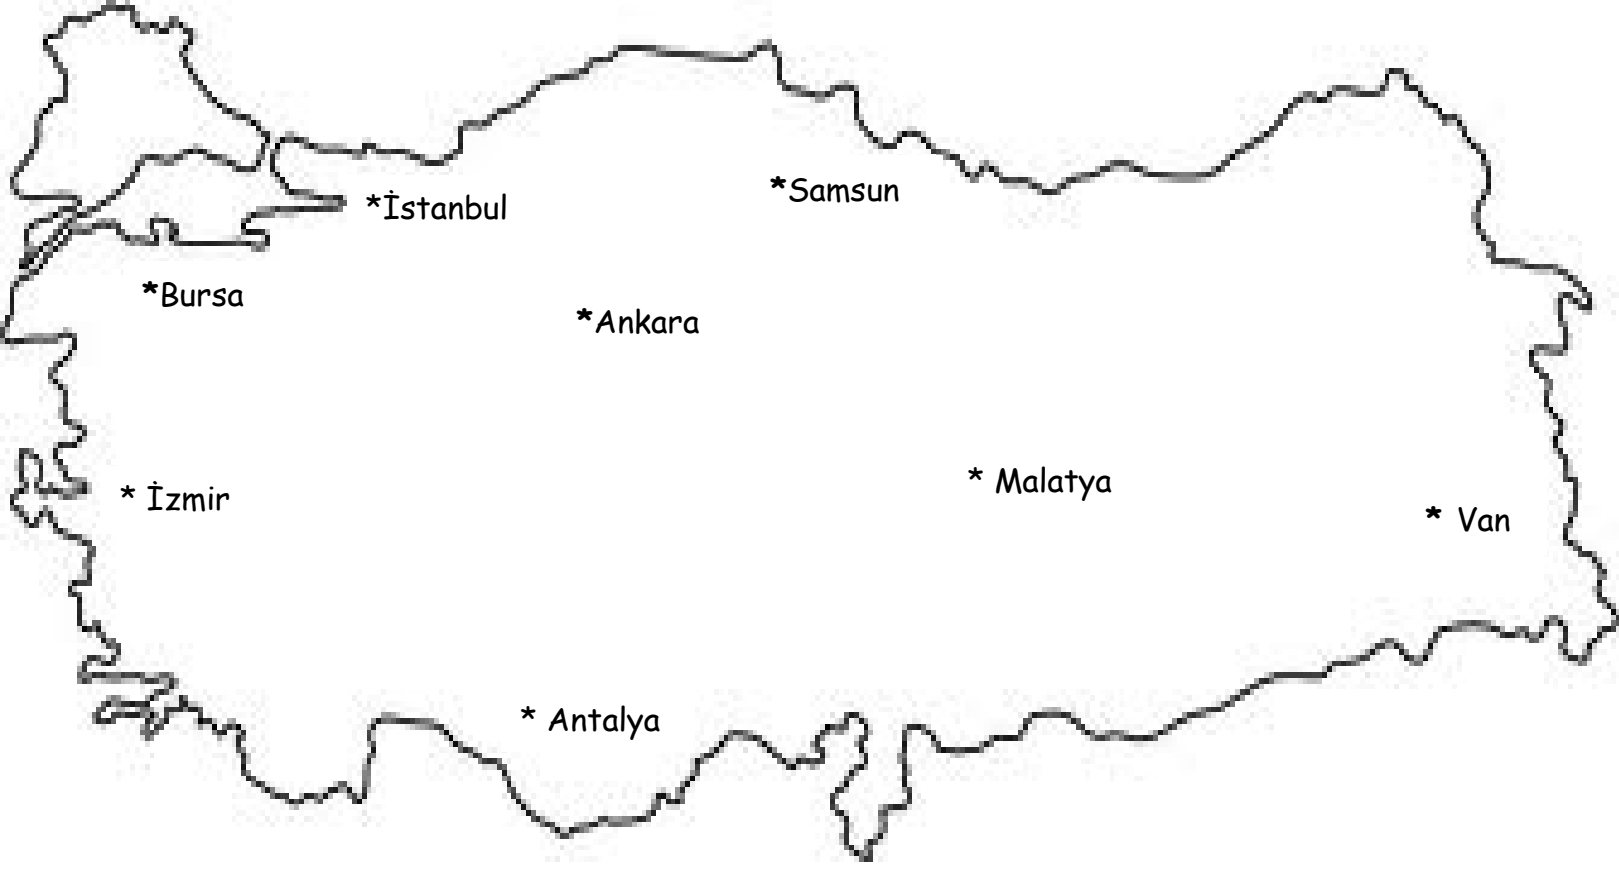 *Samsun
*İstanbul
*Bursa
*Ankara
* Malatya
* İzmir
* Van
* Antalya